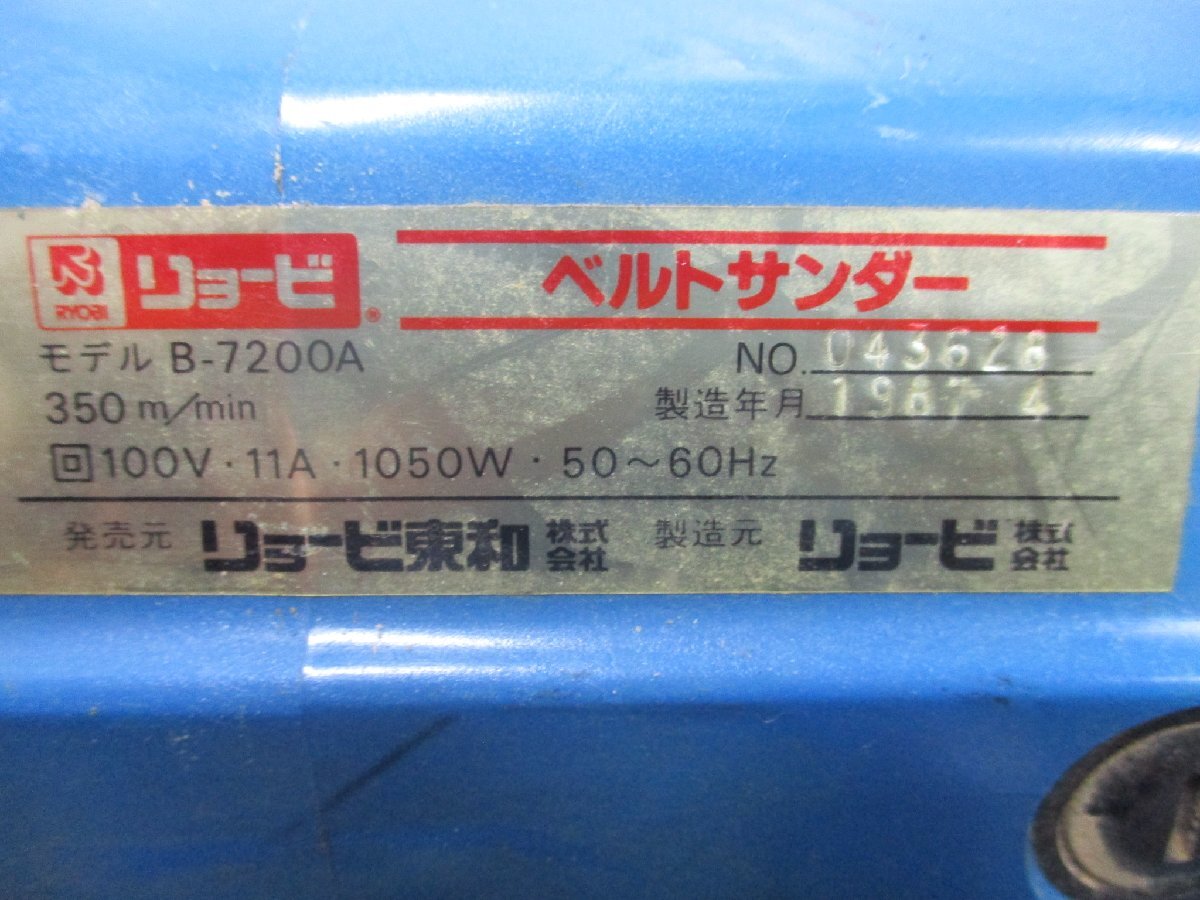 RYOBI リョービ®
ベルトサンダー
モデル B-7200A
NO. 043628
350 m/min
製造年月 1987 4
回100V・11A・1050W・50～60Hz
発売元 リョービ東和株式会社 製造元 リョービ株式会社